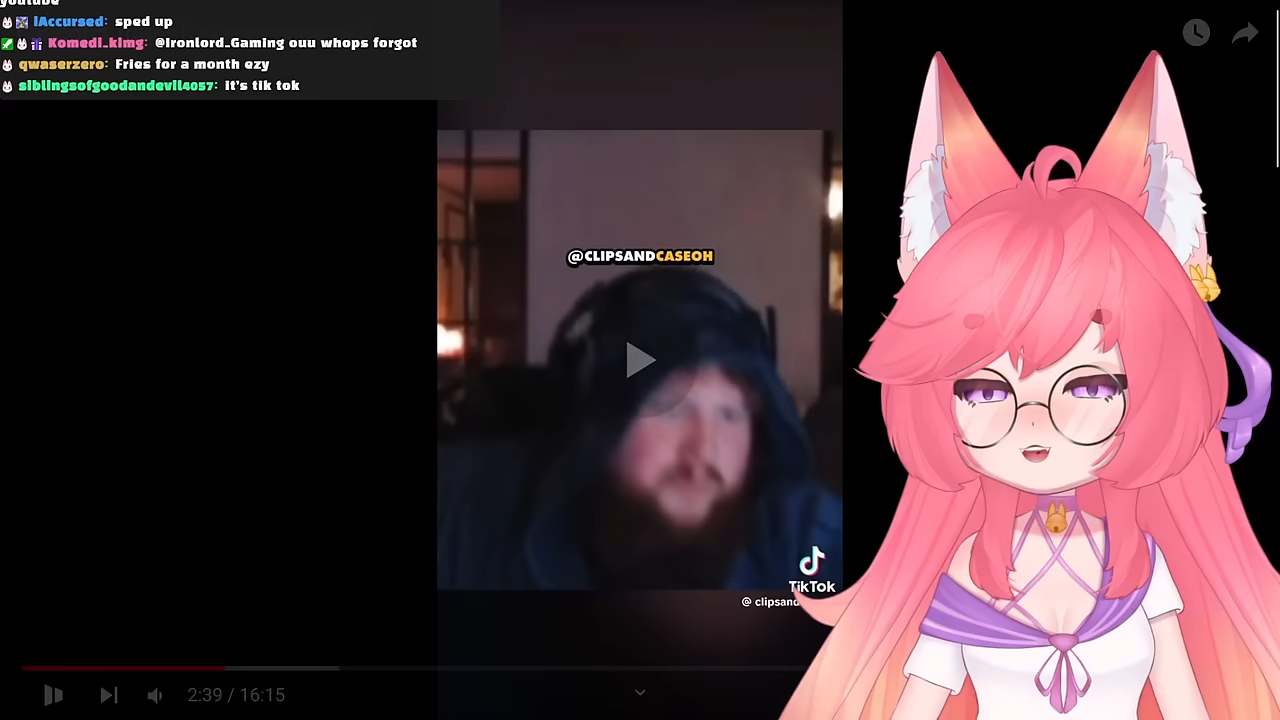 youtube
lAccursed: sped up
Komedi_kimg: @Ironlord_Gaming ouu whops forgot
qwaserzero: Fries for a month ezy
siblingsofgoodandevil4057: it's tik tok
@CLIPSANDCASEOH
TikTok
@ clipsand
2:39 / 16:15